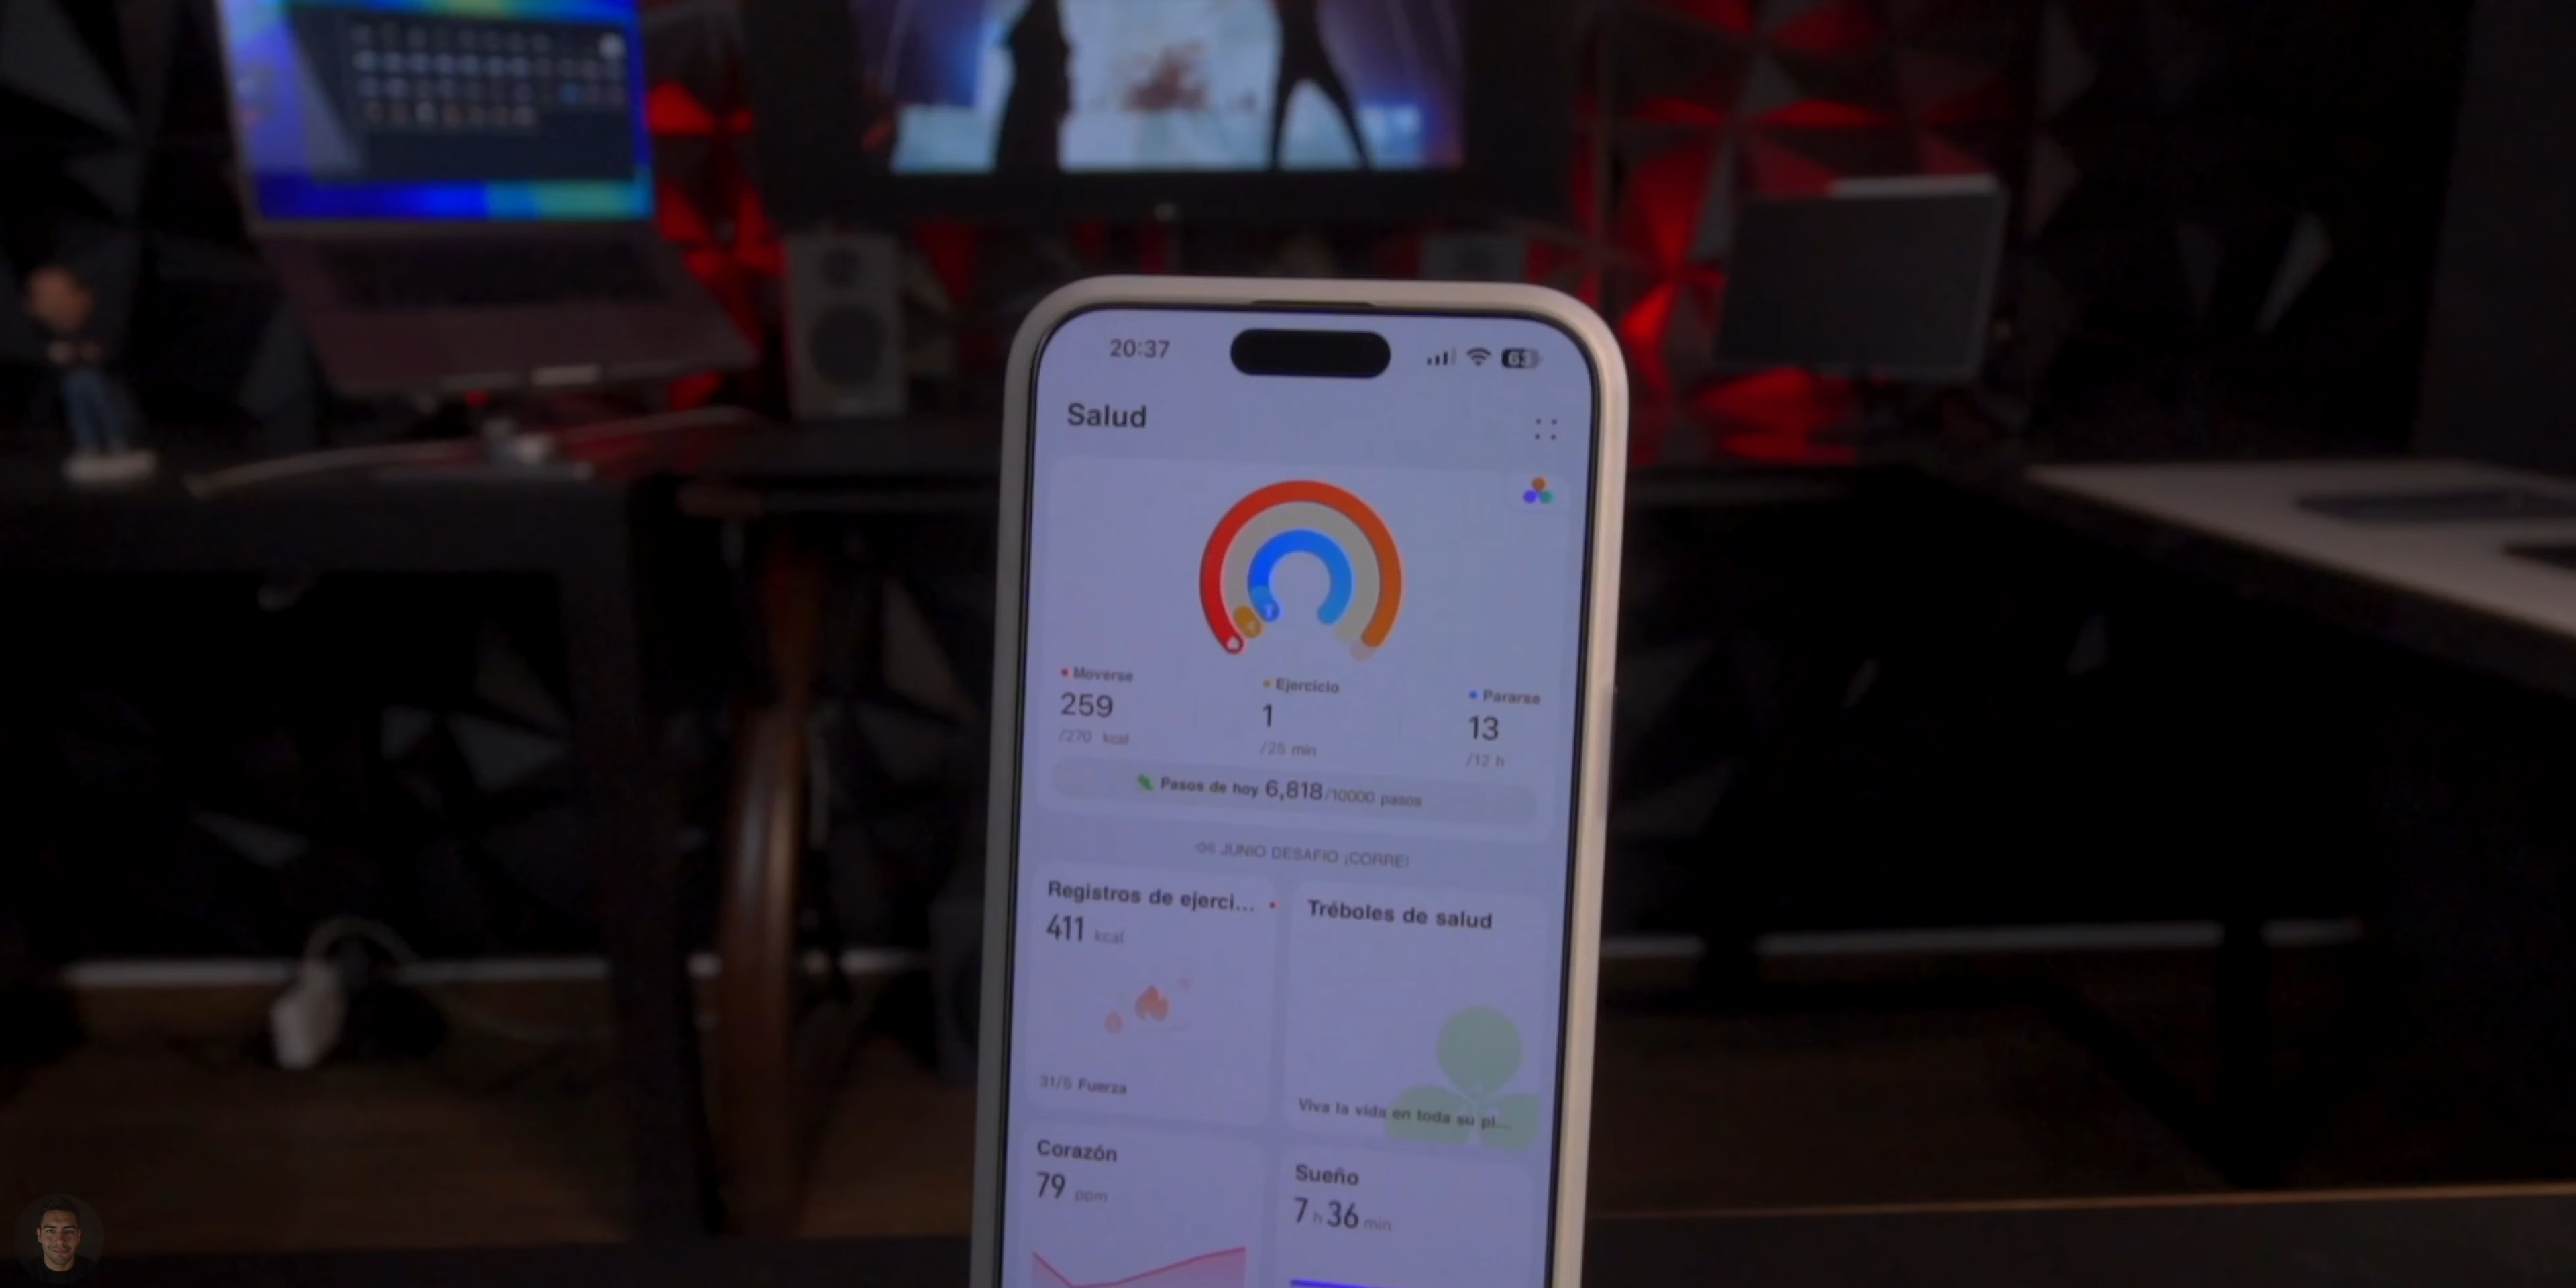 20:37
63
Salud
Moverse
259
/270 kcal
Ejercicio
1
/25 min
Pararse
13
/12 h
Pasos de hoy 6,818/10000 pasos
JUNIO DESAFIO ¡CORRE!
Registros de ejerci...
411 kcal
31/5 Fuerza
Tréboles de salud
Viva la vida en toda su pl...
Corazón
79 ppm
Sueño
7 h 36 min